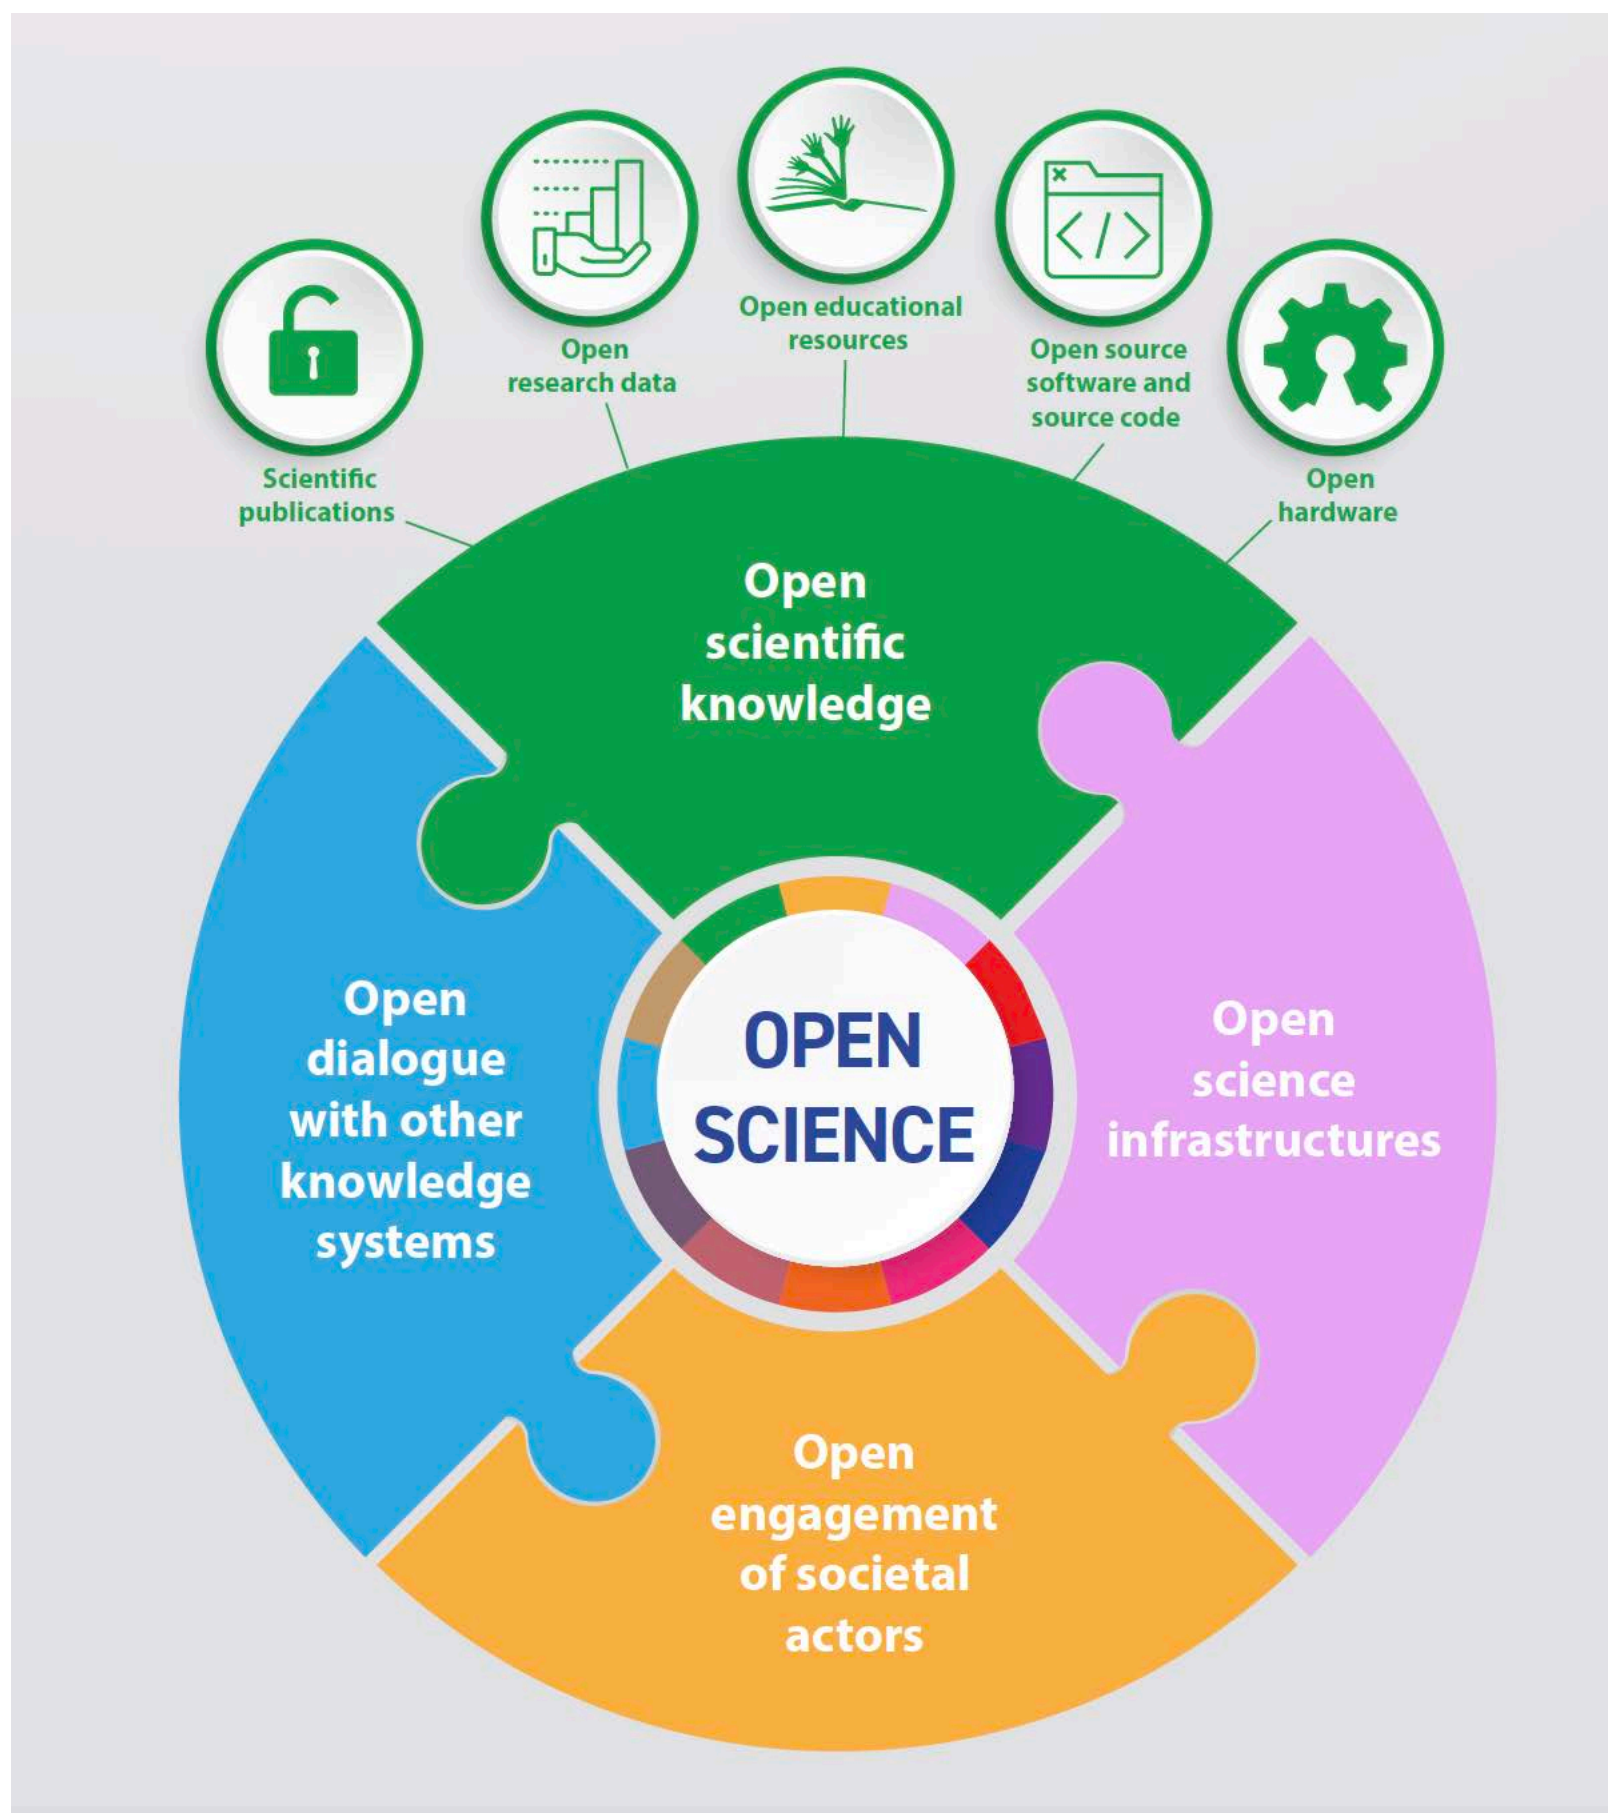 Open educational
resources
Open
research data
Open source
software and
source code
Scientific
publications
Open
hardware
Open
scientific
knowledge
Open
dialogue
with other
knowledge
systems
OPEN
SCIENCE
Open
science
infrastructures
Open
engagement
of societal
actors